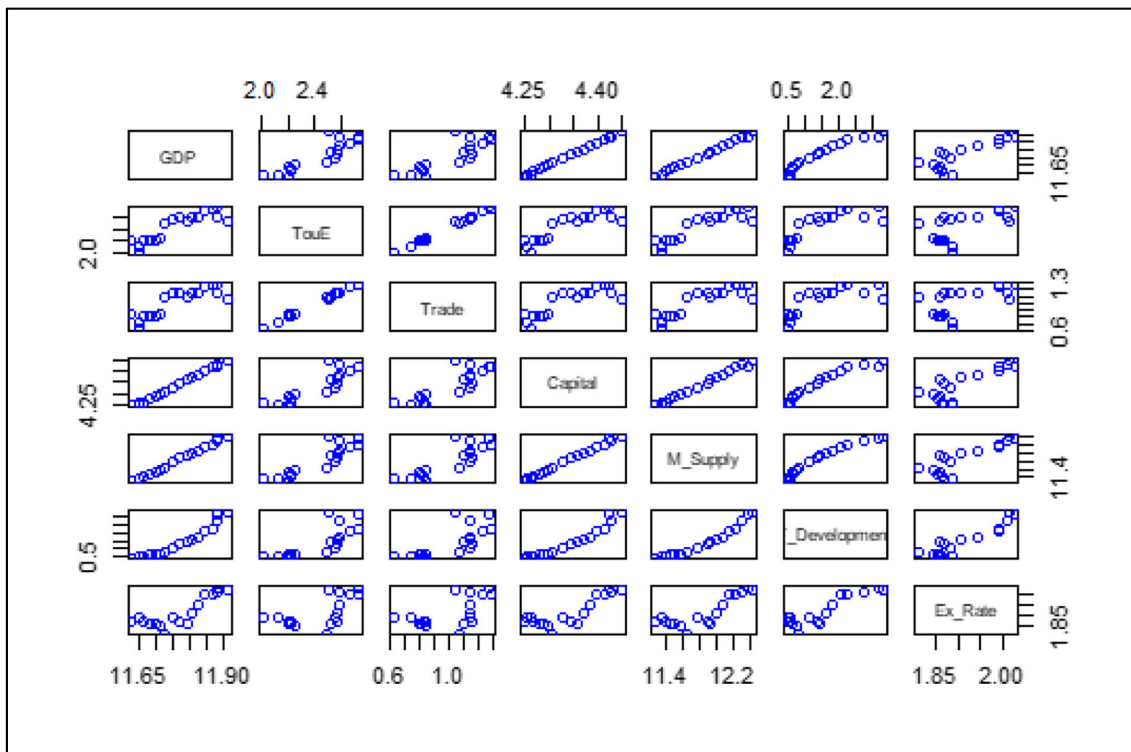 2.0 2.4 4.25 4.40 0.5 2.0
GDP 11.65
2.0 TouE
Trade 0.6 1.3
4.25 Capital
M_Supply 11.4
0.5 _Developmen
Ex_Rate 1.85
11.65 11.90 0.6 1.0 11.4 12.2 1.85 2.00